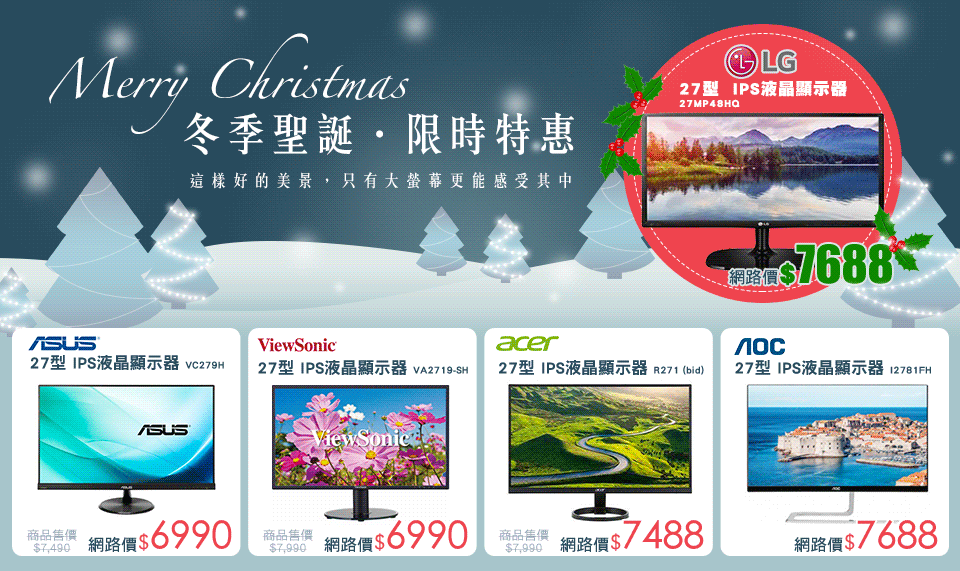 Merry Christmas
冬季聖誕・限時特惠
這樣好的美景，只有大螢幕更能感受其中
LG
27型 IPS液晶顯示器
27MP48HQ
LG
網路價$7688
ASUS
27型 IPS液晶顯示器 VC279H
ASUS
ASUS
商品售價
$7,490
網路價$6990
ViewSonic
27型 IPS液晶顯示器 VA2719-SH
ViewSonic
商品售價
$7,990
網路價$6990
acer
27型 IPS液晶顯示器 R271 (bid)
acer
商品售價
$7,990
網路價$7488
AOC
27型 IPS液晶顯示器 I2781FH
AOC
網路價$7688